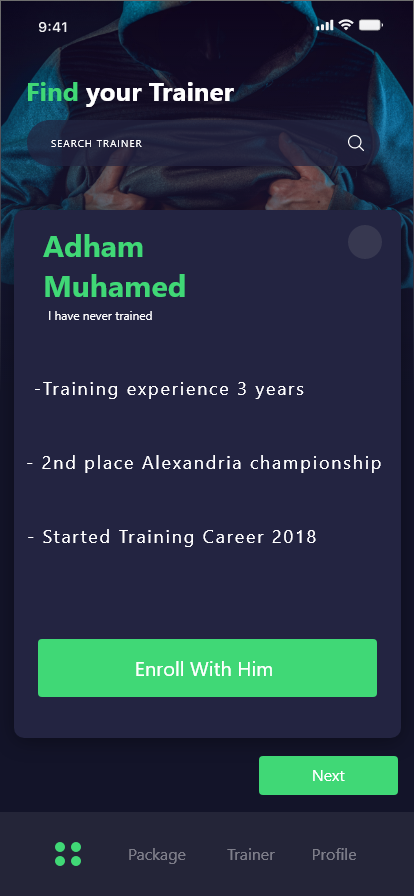 9:41
Find your Trainer
SEARCH TRAINER
Adham
Muhamed
I have never trained
-Training experience 3 years
- 2nd place Alexandria championship
- Started Training Career 2018
Enroll With Him
Next
Package Trainer Profile